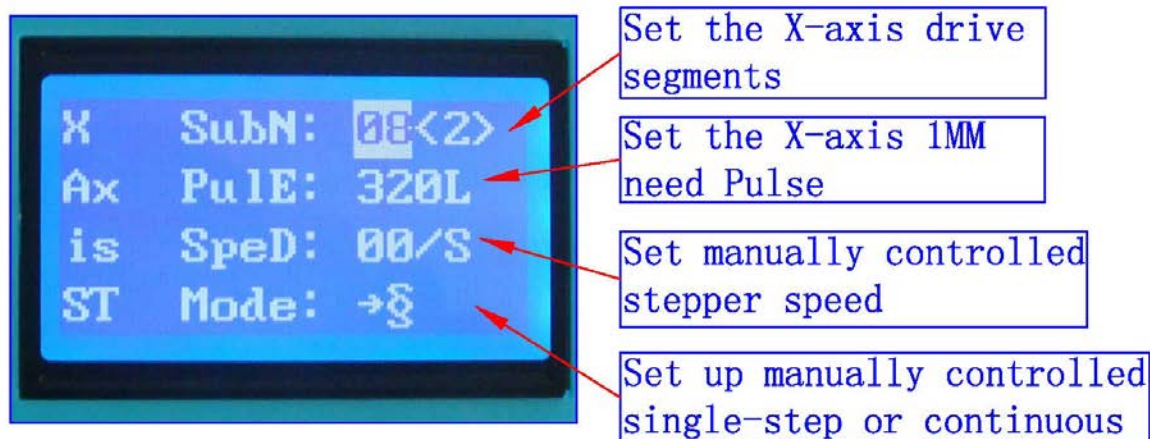 X SubN: 08<2>
Ax PulE: 320L
is SpeD: 00/S
ST Mode: →§
Set the X-axis drive
segments
Set the X-axis 1MM
need Pulse
Set manually controlled
stepper speed
Set up manually controlled
single-step or continuous